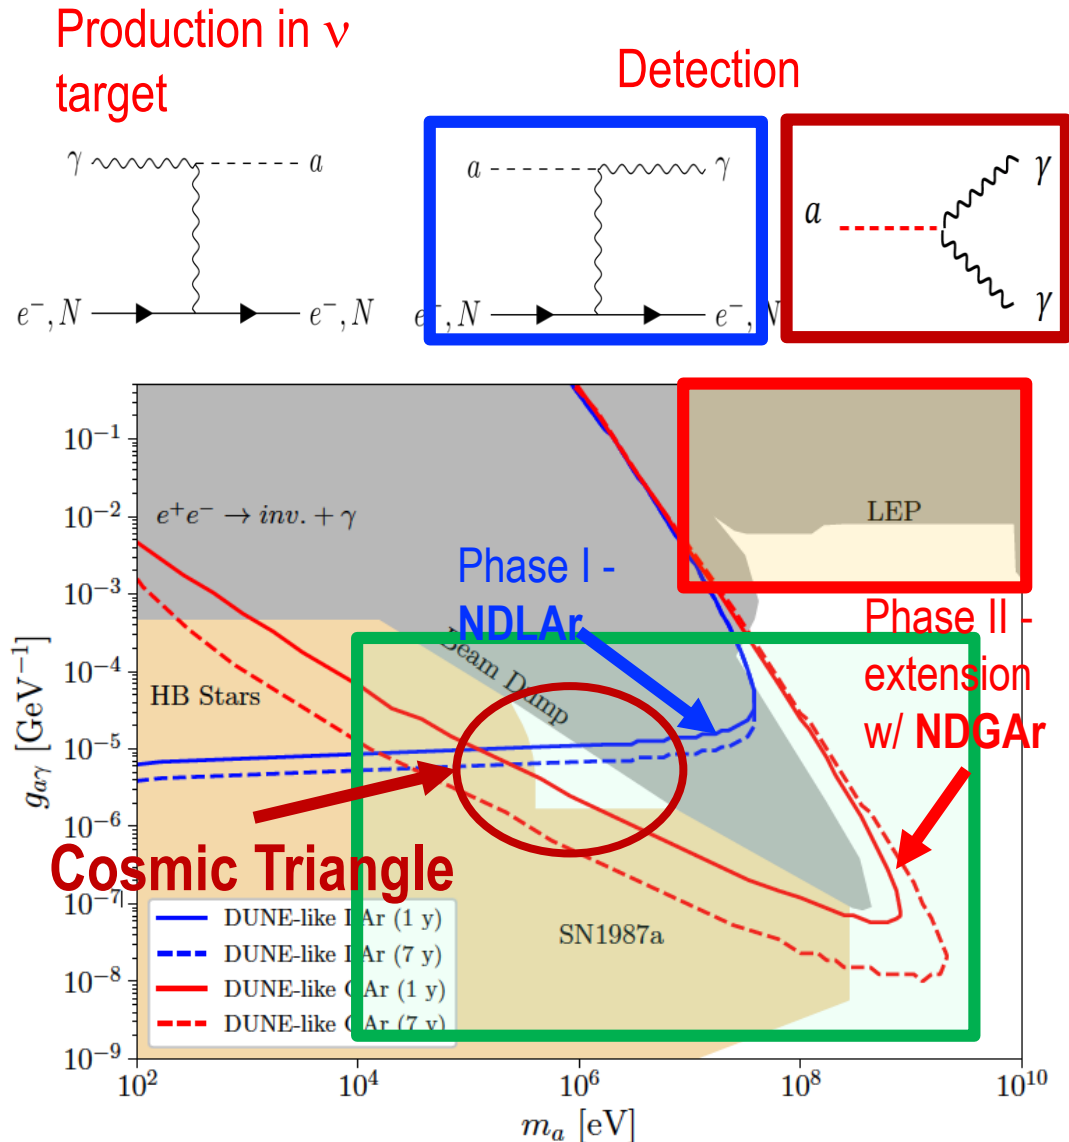 Production in ν
target
Detection
γ
a
e⁻, N
e⁻, N
a
γ
e⁻, N
e⁻, N
a
γ
γ
10⁻¹
10⁻²
10⁻³
10⁻⁴
10⁻⁵
10⁻⁶
10⁻⁷
10⁻⁸
10⁻⁹
g_{aγ} [GeV⁻¹]
e⁺e⁻ → inv. + γ
LEP
Phase I -
NDLAr
Phase II -
extension
w/ NDGAr
Beam Dump
HB Stars
Cosmic Triangle
SN1987a
DUNE-like LAr (1 y)
DUNE-like LAr (7 y)
DUNE-like GAr (1 y)
DUNE-like GAr (7 y)
10²
10⁴
10⁶
10⁸
10¹⁰
m_a [eV]